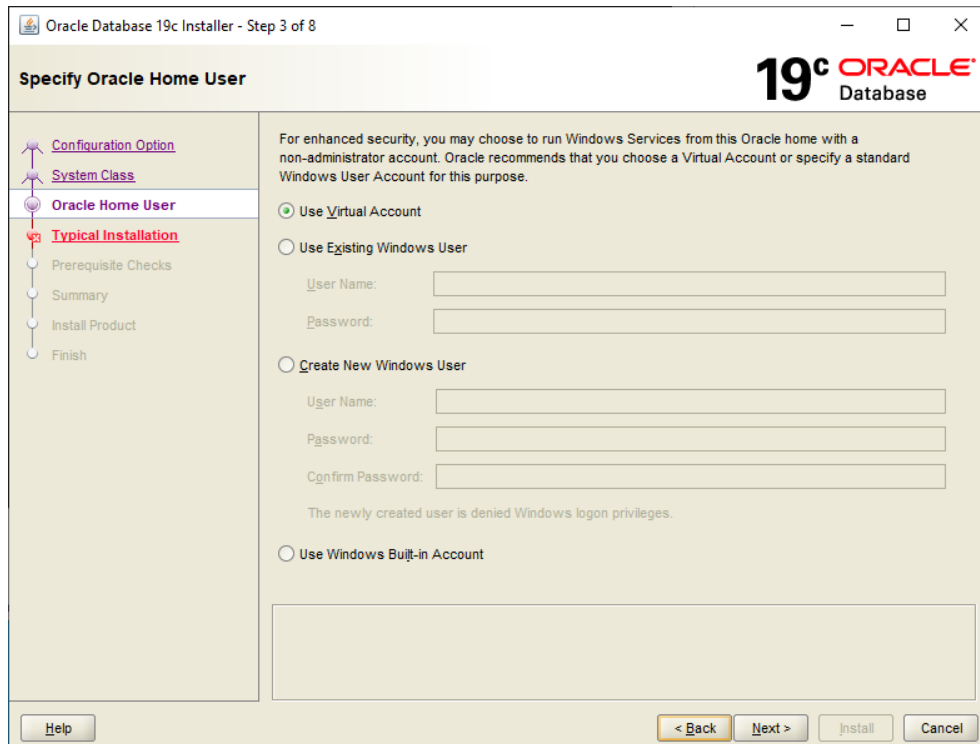 Oracle Database 19c Installer - Step 3 of 8
Specify Oracle Home User
19c ORACLE
Database
Configuration Option
System Class
Oracle Home User
Typical Installation
Prerequisite Checks
Summary
Install Product
Finish
For enhanced security, you may choose to run Windows Services from this Oracle home with a
non-administrator account. Oracle recommends that you choose a Virtual Account or specify a standard
Windows User Account for this purpose.
Use Virtual Account
Use Existing Windows User
User Name:
Password:
Create New Windows User
User Name:
Password:
Confirm Password:
The newly created user is denied Windows logon privileges.
Use Windows Built-in Account
Help
< Back
Next >
Install
Cancel